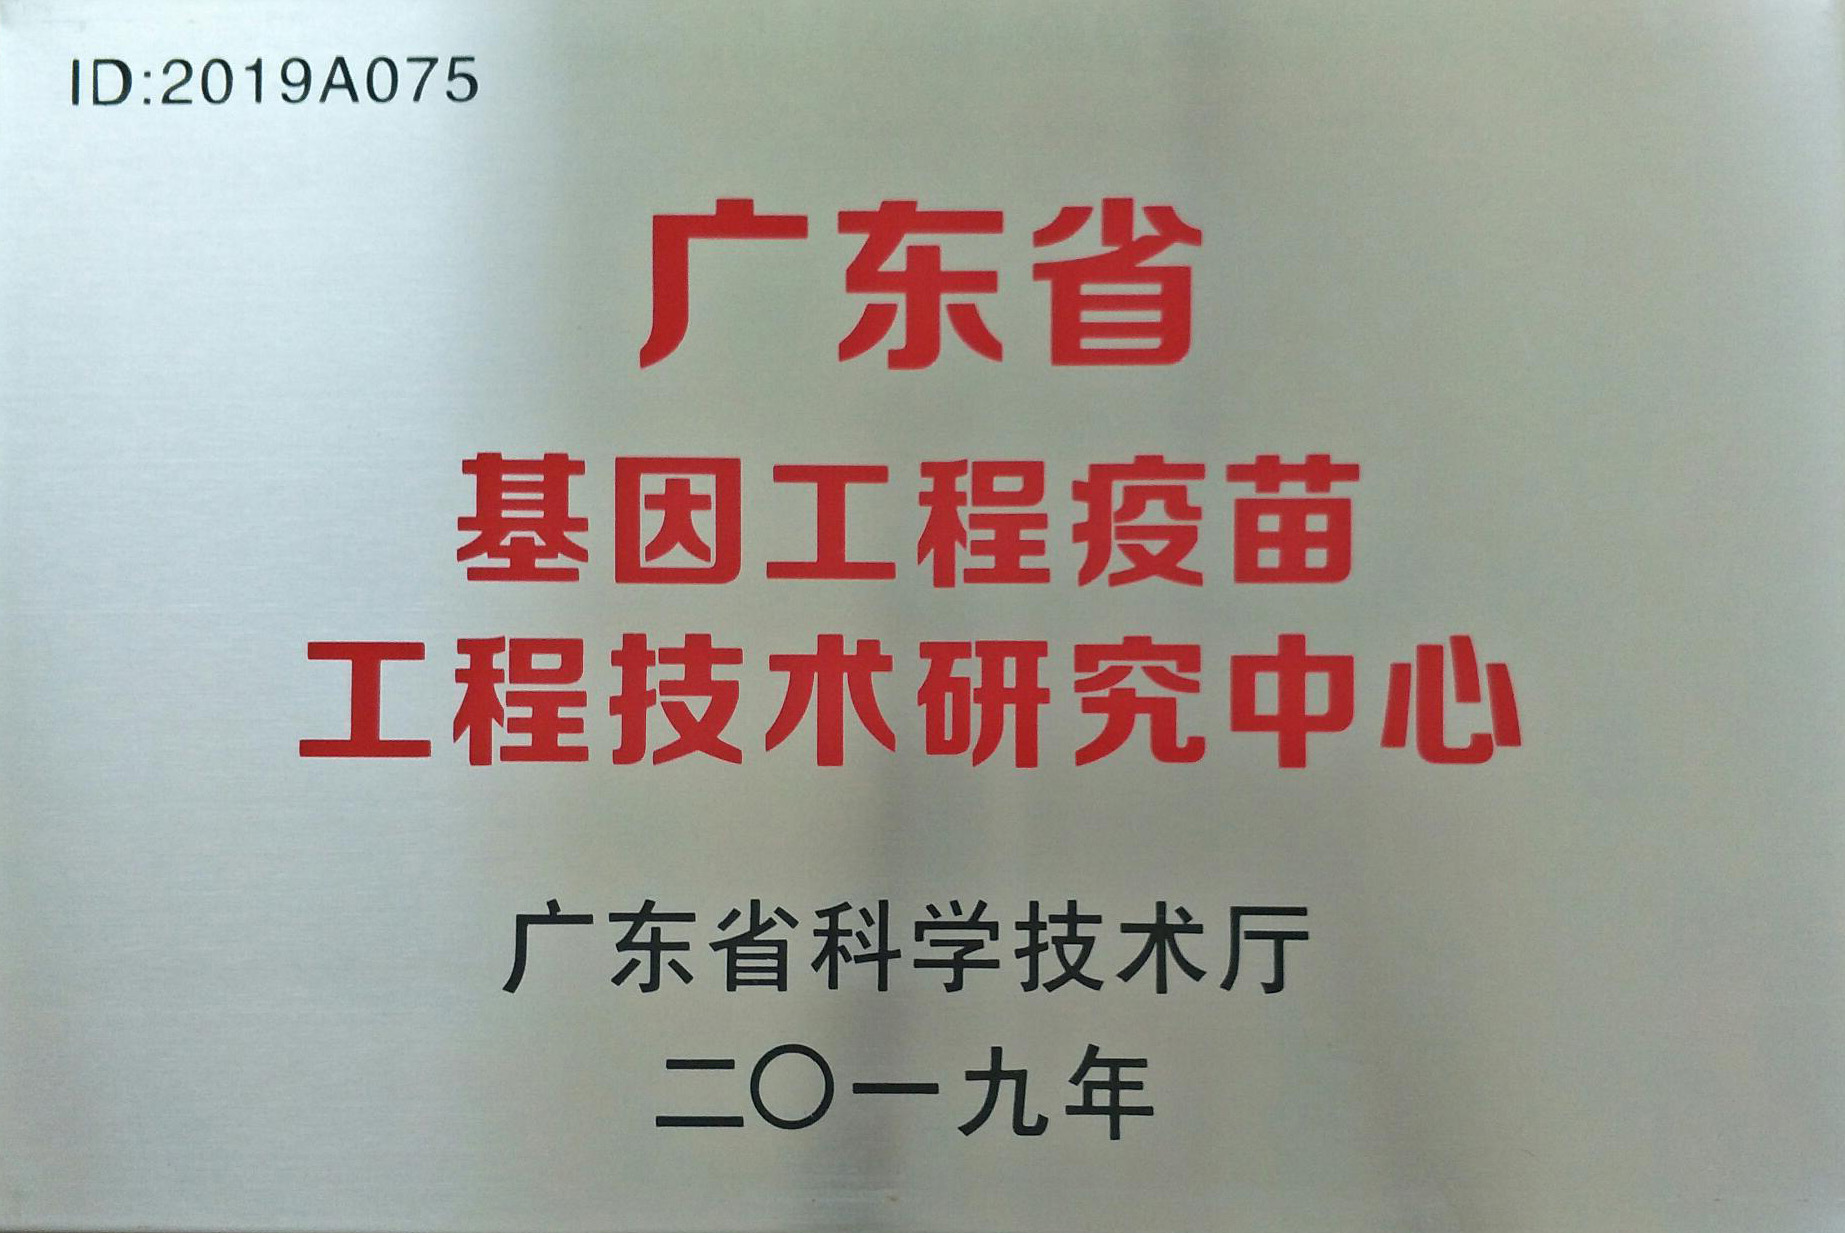 ID:2019A075
广东省
基因工程疫苗
工程技术研究中心
广东省科学技术厅
二〇一九年